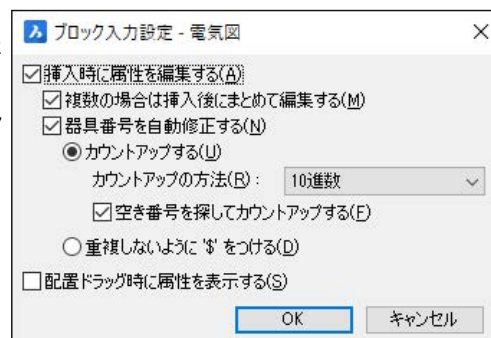 ブロック入力設定 - 電気図
挿入時に属性を編集する(A)
複数の場合は挿入後にまとめて編集する(M)
器具番号を自動修正する(N)
カウントアップする(U)
カウントアップの方法(R): 10進数
空き番号を探してカウントアップする(F)
重複しないように '$' をつける(D)
配置ドラッグ時に属性を表示する(S)
OK キャンセル